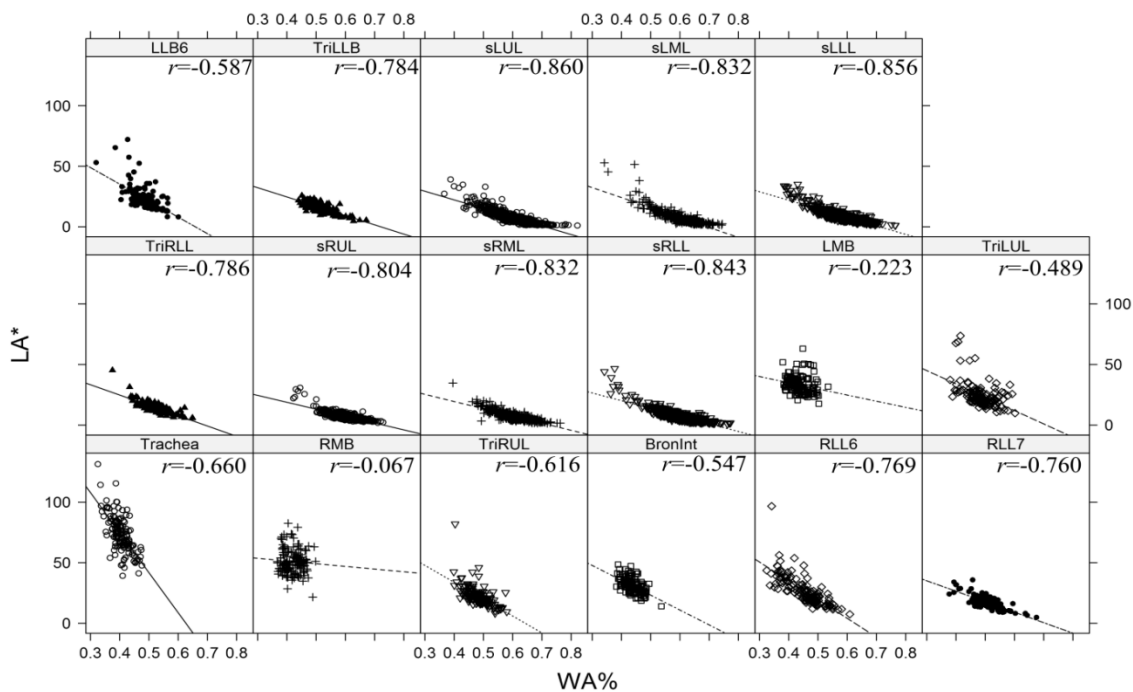 0.3 0.4 0.5 0.6 0.7 0.8 0.3 0.4 0.5 0.6 0.7 0.8
LLB6 TriLLB sLUL sLML sLLL
r=-0.587 r=-0.784 r=-0.860 r=-0.832 r=-0.856
100
50
0
TriRLL sRUL sRML sRLL LMB TriLUL
r=-0.786 r=-0.804 r=-0.832 r=-0.843 r=-0.223 r=-0.489
100
50
0
LA*
Trachea RMB TriRUL BronInt RLL6 RLL7
r=-0.660 r=-0.067 r=-0.616 r=-0.547 r=-0.769 r=-0.760
100
50
0
0.3 0.4 0.5 0.6 0.7 0.8 0.3 0.4 0.5 0.6 0.7 0.8 0.3 0.4 0.5 0.6 0.7 0.8
WA%